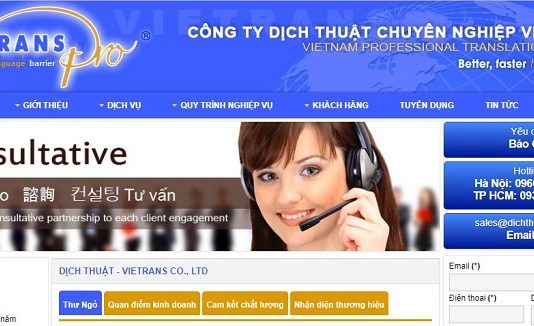 VIETRANS
TRANS
Pro ®
nguage barrier
CÔNG TY DỊCH THUẬT CHUYÊN NGHIỆP VI
VIETNAM PROFESSIONAL TRANSLATIO
Better, faster
GIỚI THIỆU
DỊCH VỤ
QUY TRÌNH NGHIỆP VỤ
KHÁCH HÀNG
TUYỂN DỤNG
TIN TỨC
sultative
諮詢 컨설팅 Tư vấn
nsultative partnership to each client engagement
Yêu c
Báo
Hotli
Hà Nội: 096
TP HCM: 093
sales@dichth
Email
DỊCH THUẬT - VIETRANS CO., LTD
Thư Ngỏ
Quan điểm kinh doanh
Cam kết chất lượng
Nhận diện thương hiệu
Email (*)
Điện thoại (*)
năm